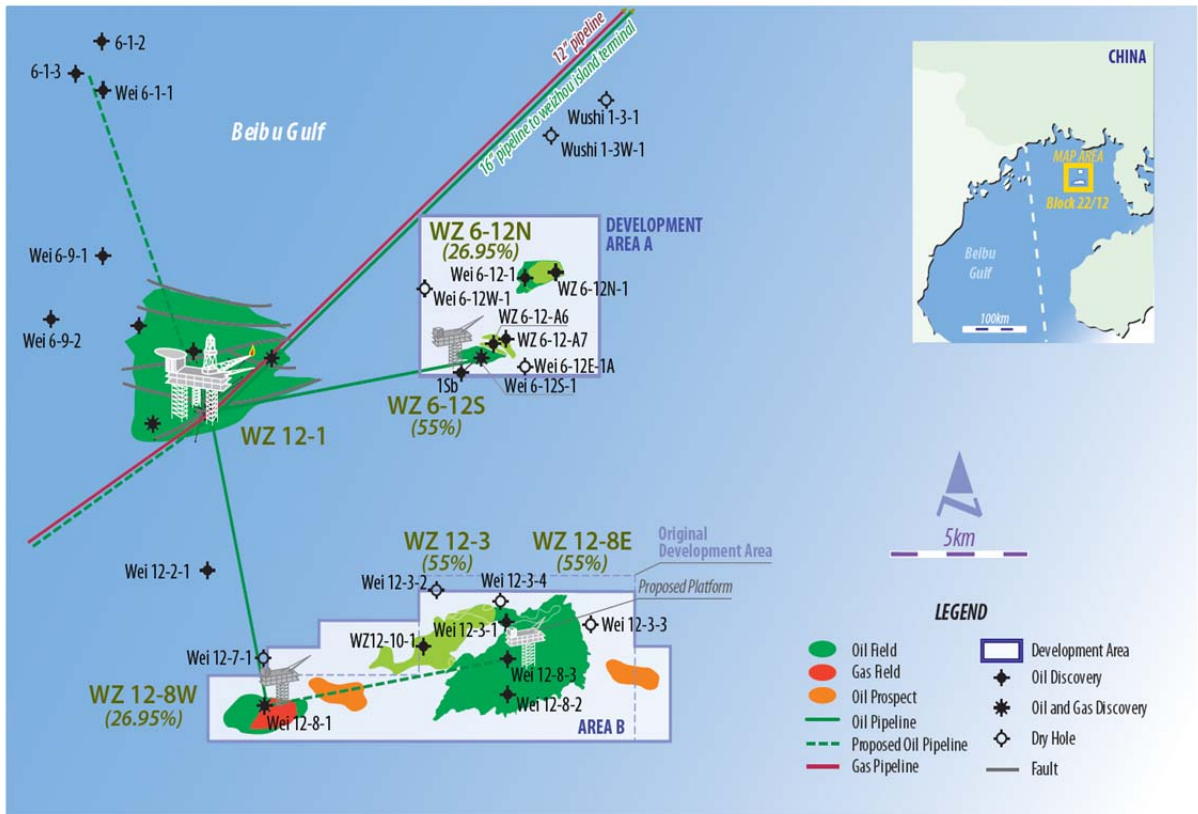 6-1-2
6-1-3
Wei 6-1-1
Beibu Gulf
12" pipeline
16" pipeline to weizhou island terminal
Wushi 1-3-1
Wushi 1-3W-1
CHINA
MAP AREA
Block 22/12
Beibu
Gulf
100km
DEVELOPMENT
AREA A
WZ 6-12N
(26.95%)
Wei 6-12-1
WZ 6-12N-1
Wei 6-12W-1
WZ 6-12-A6
WZ 6-12-A7
Wei 6-12E-1A
Wei 6-12S-1
1Sb
WZ 6-12S
(55%)
Wei 6-9-1
Wei 6-9-2
WZ 12-1
5km
Wei 12-2-1
WZ 12-3
(55%)
WZ 12-8E
(55%)
Original
Development Area
Proposed Platform
Wei 12-3-2
Wei 12-3-4
Wei 12-3-1
Wei 12-3-3
WZ12-10-1
Wei 12-7-1
Wei 12-8-3
Wei 12-8-2
WZ 12-8W
(26.95%)
Wei 12-8-1
AREA B
LEGEND
Oil Field
Gas Field
Oil Prospect
Oil Pipeline
Proposed Oil Pipeline
Gas Pipeline
Development Area
Oil Discovery
Oil and Gas Discovery
Dry Hole
Fault